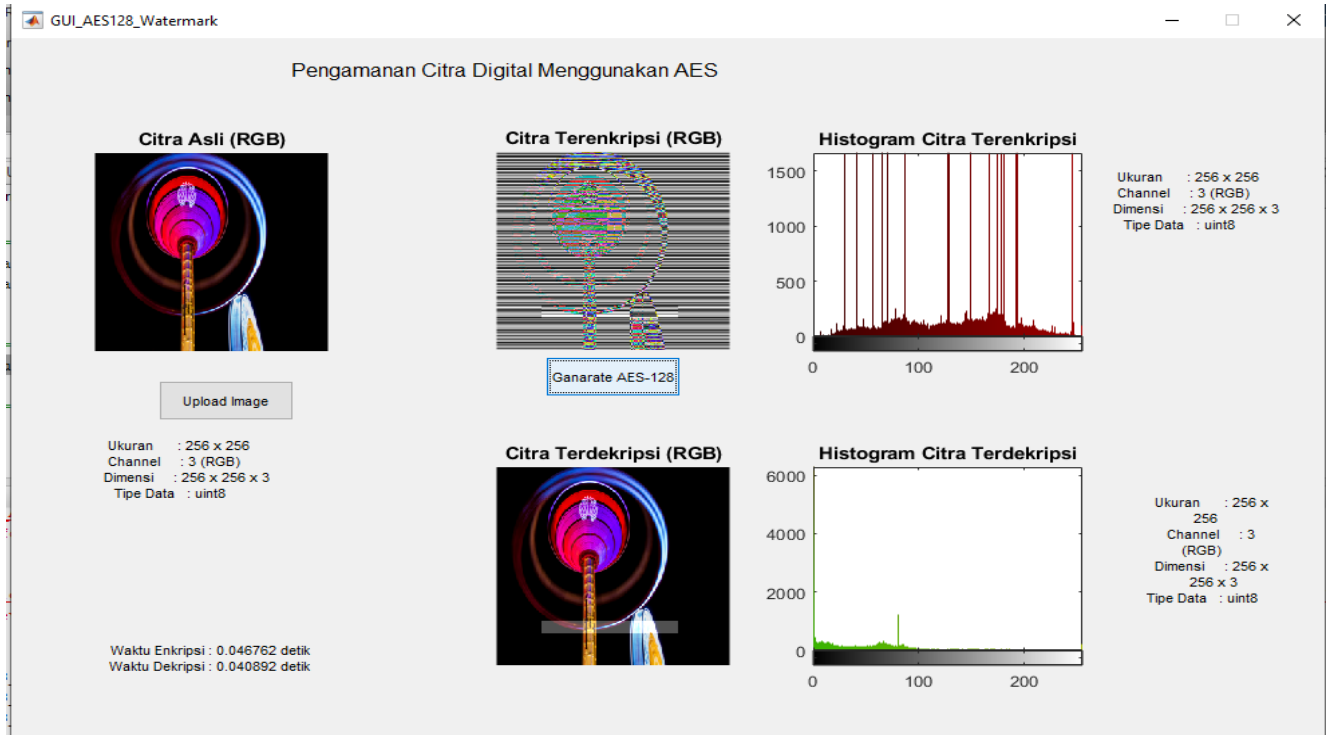 GUI_AES128_Watermark
Pengamanan Citra Digital Menggunakan AES
Citra Asli (RGB)
Upload Image
Ukuran : 256 x 256
Channel : 3 (RGB)
Dimensi : 256 x 256 x 3
Tipe Data : uint8
Waktu Enkripsi : 0.046762 detik
Waktu Dekripsi : 0.040892 detik
Citra Terenkripsi (RGB)
Ganarate AES-128
Histogram Citra Terenkripsi
1500
1000
500
0
0 100 200
Ukuran : 256 x 256
Channel : 3 (RGB)
Dimensi : 256 x 256 x 3
Tipe Data : uint8
Citra Terdekripsi (RGB)
Histogram Citra Terdekripsi
6000
4000
2000
0
0 100 200
Ukuran : 256 x
256
Channel : 3
(RGB)
Dimensi : 256 x
256 x 3
Tipe Data : uint8